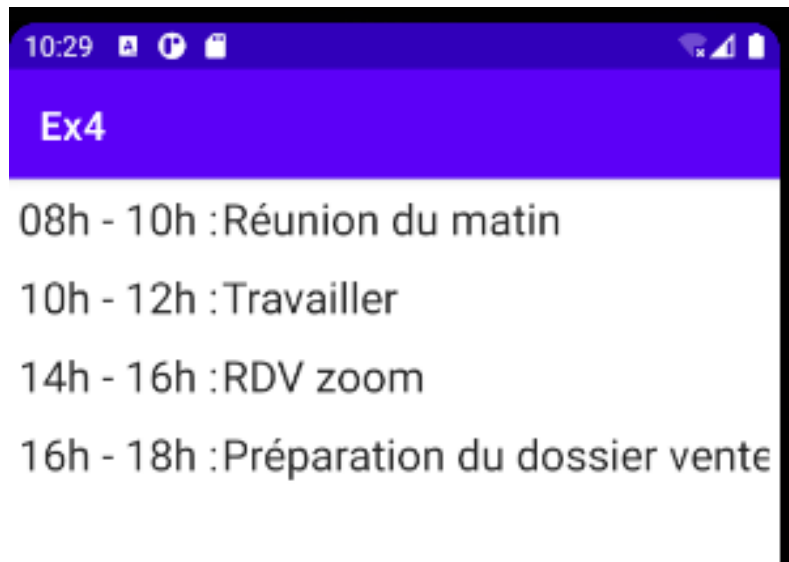 10:29
Ex4
08h - 10h :Réunion du matin
10h - 12h :Travailler
14h - 16h :RDV zoom
16h - 18h :Préparation du dossier vente